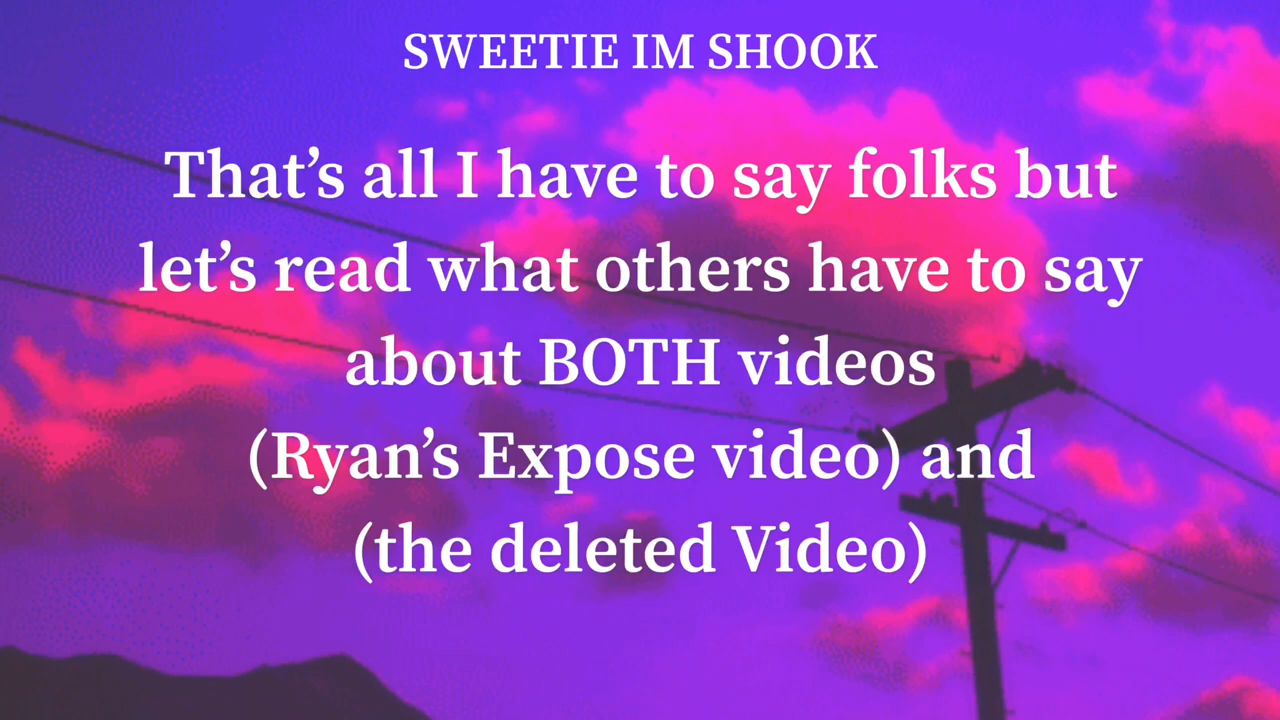 SWEETIE IM SHOOK
That’s all I have to say folks but
let’s read what others have to say
about BOTH videos
(Ryan’s Expose video) and
(the deleted Video)